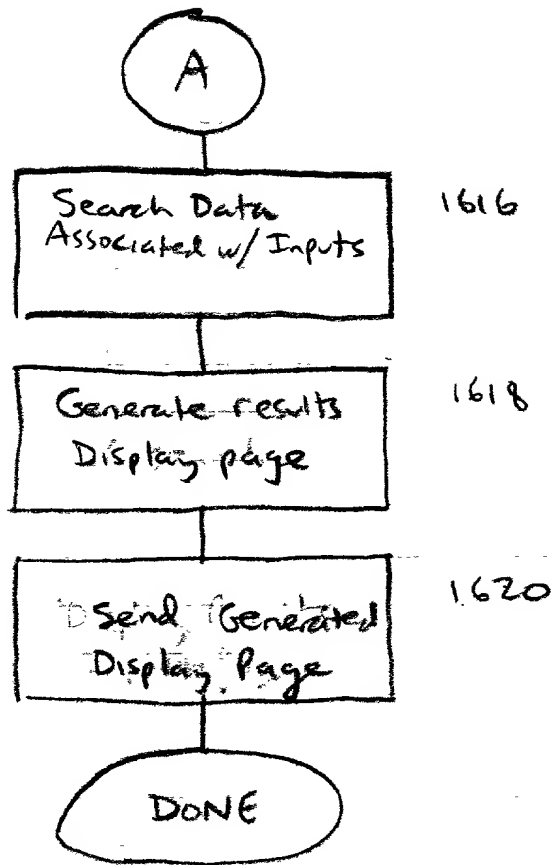 A
Search Data
Associated w/ Inputs
1616
Generate results
Display page
1618
Send Generated
Display Page
1620
DONE